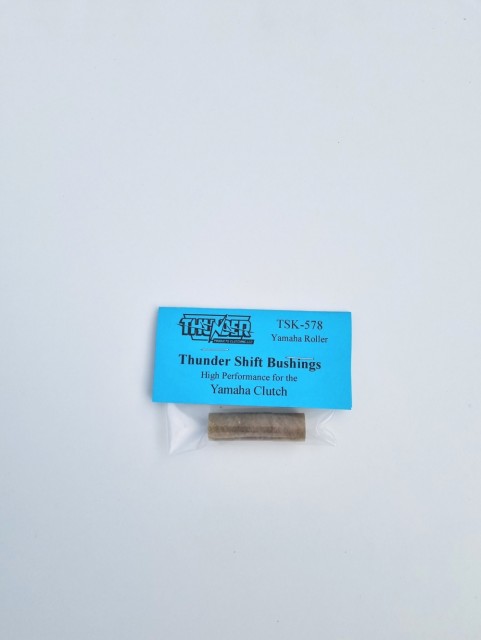 THUNDER
TSK-578
Yamaha Roller
Thunder Shift Bushings
High Performance for the
Yamaha Clutch